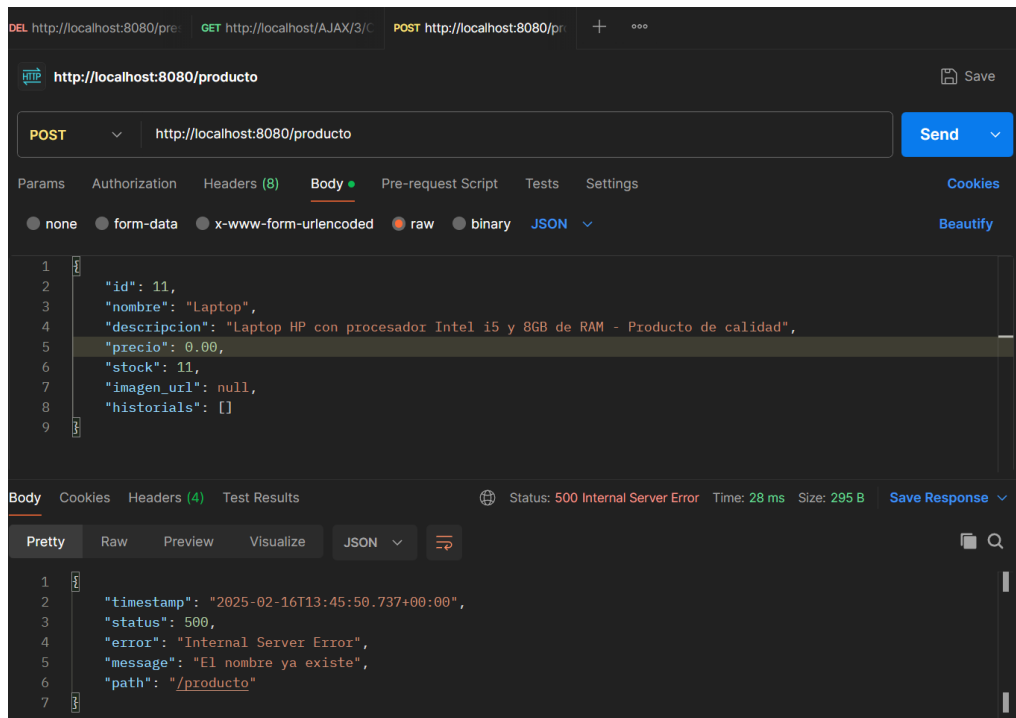 DEL http://localhost:8080/pre GET http://localhost/AJAX/3/C POST http://localhost:8080/pro
HTTP http://localhost:8080/producto Save
POST http://localhost:8080/producto Send
Params Authorization Headers (8) Body Pre-request Script Tests Settings Cookies
none form-data x-www-form-urlencoded raw binary JSON Beautify
1 {
2 "id": 11,
3 "nombre": "Laptop",
4 "descripcion": "Laptop HP con procesador Intel i5 y 8GB de RAM - Producto de calidad",
5 "precio": 0.00,
6 "stock": 11,
7 "imagen_url": null,
8 "historials": []
9 }
Body Cookies Headers (4) Test Results Status: 500 Internal Server Error Time: 28 ms Size: 295 B Save Response
Pretty Raw Preview Visualize JSON
1 {
2 "timestamp": "2025-02-16T13:45:50.737+00:00",
3 "status": 500,
4 "error": "Internal Server Error",
5 "message": "El nombre ya existe",
6 "path": "/producto"
7 }